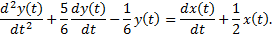 d²y(t)/dt² + 5/6 dy(t)/dt − 1/6 y(t) = dx(t)/dt + 1/2 x(t).